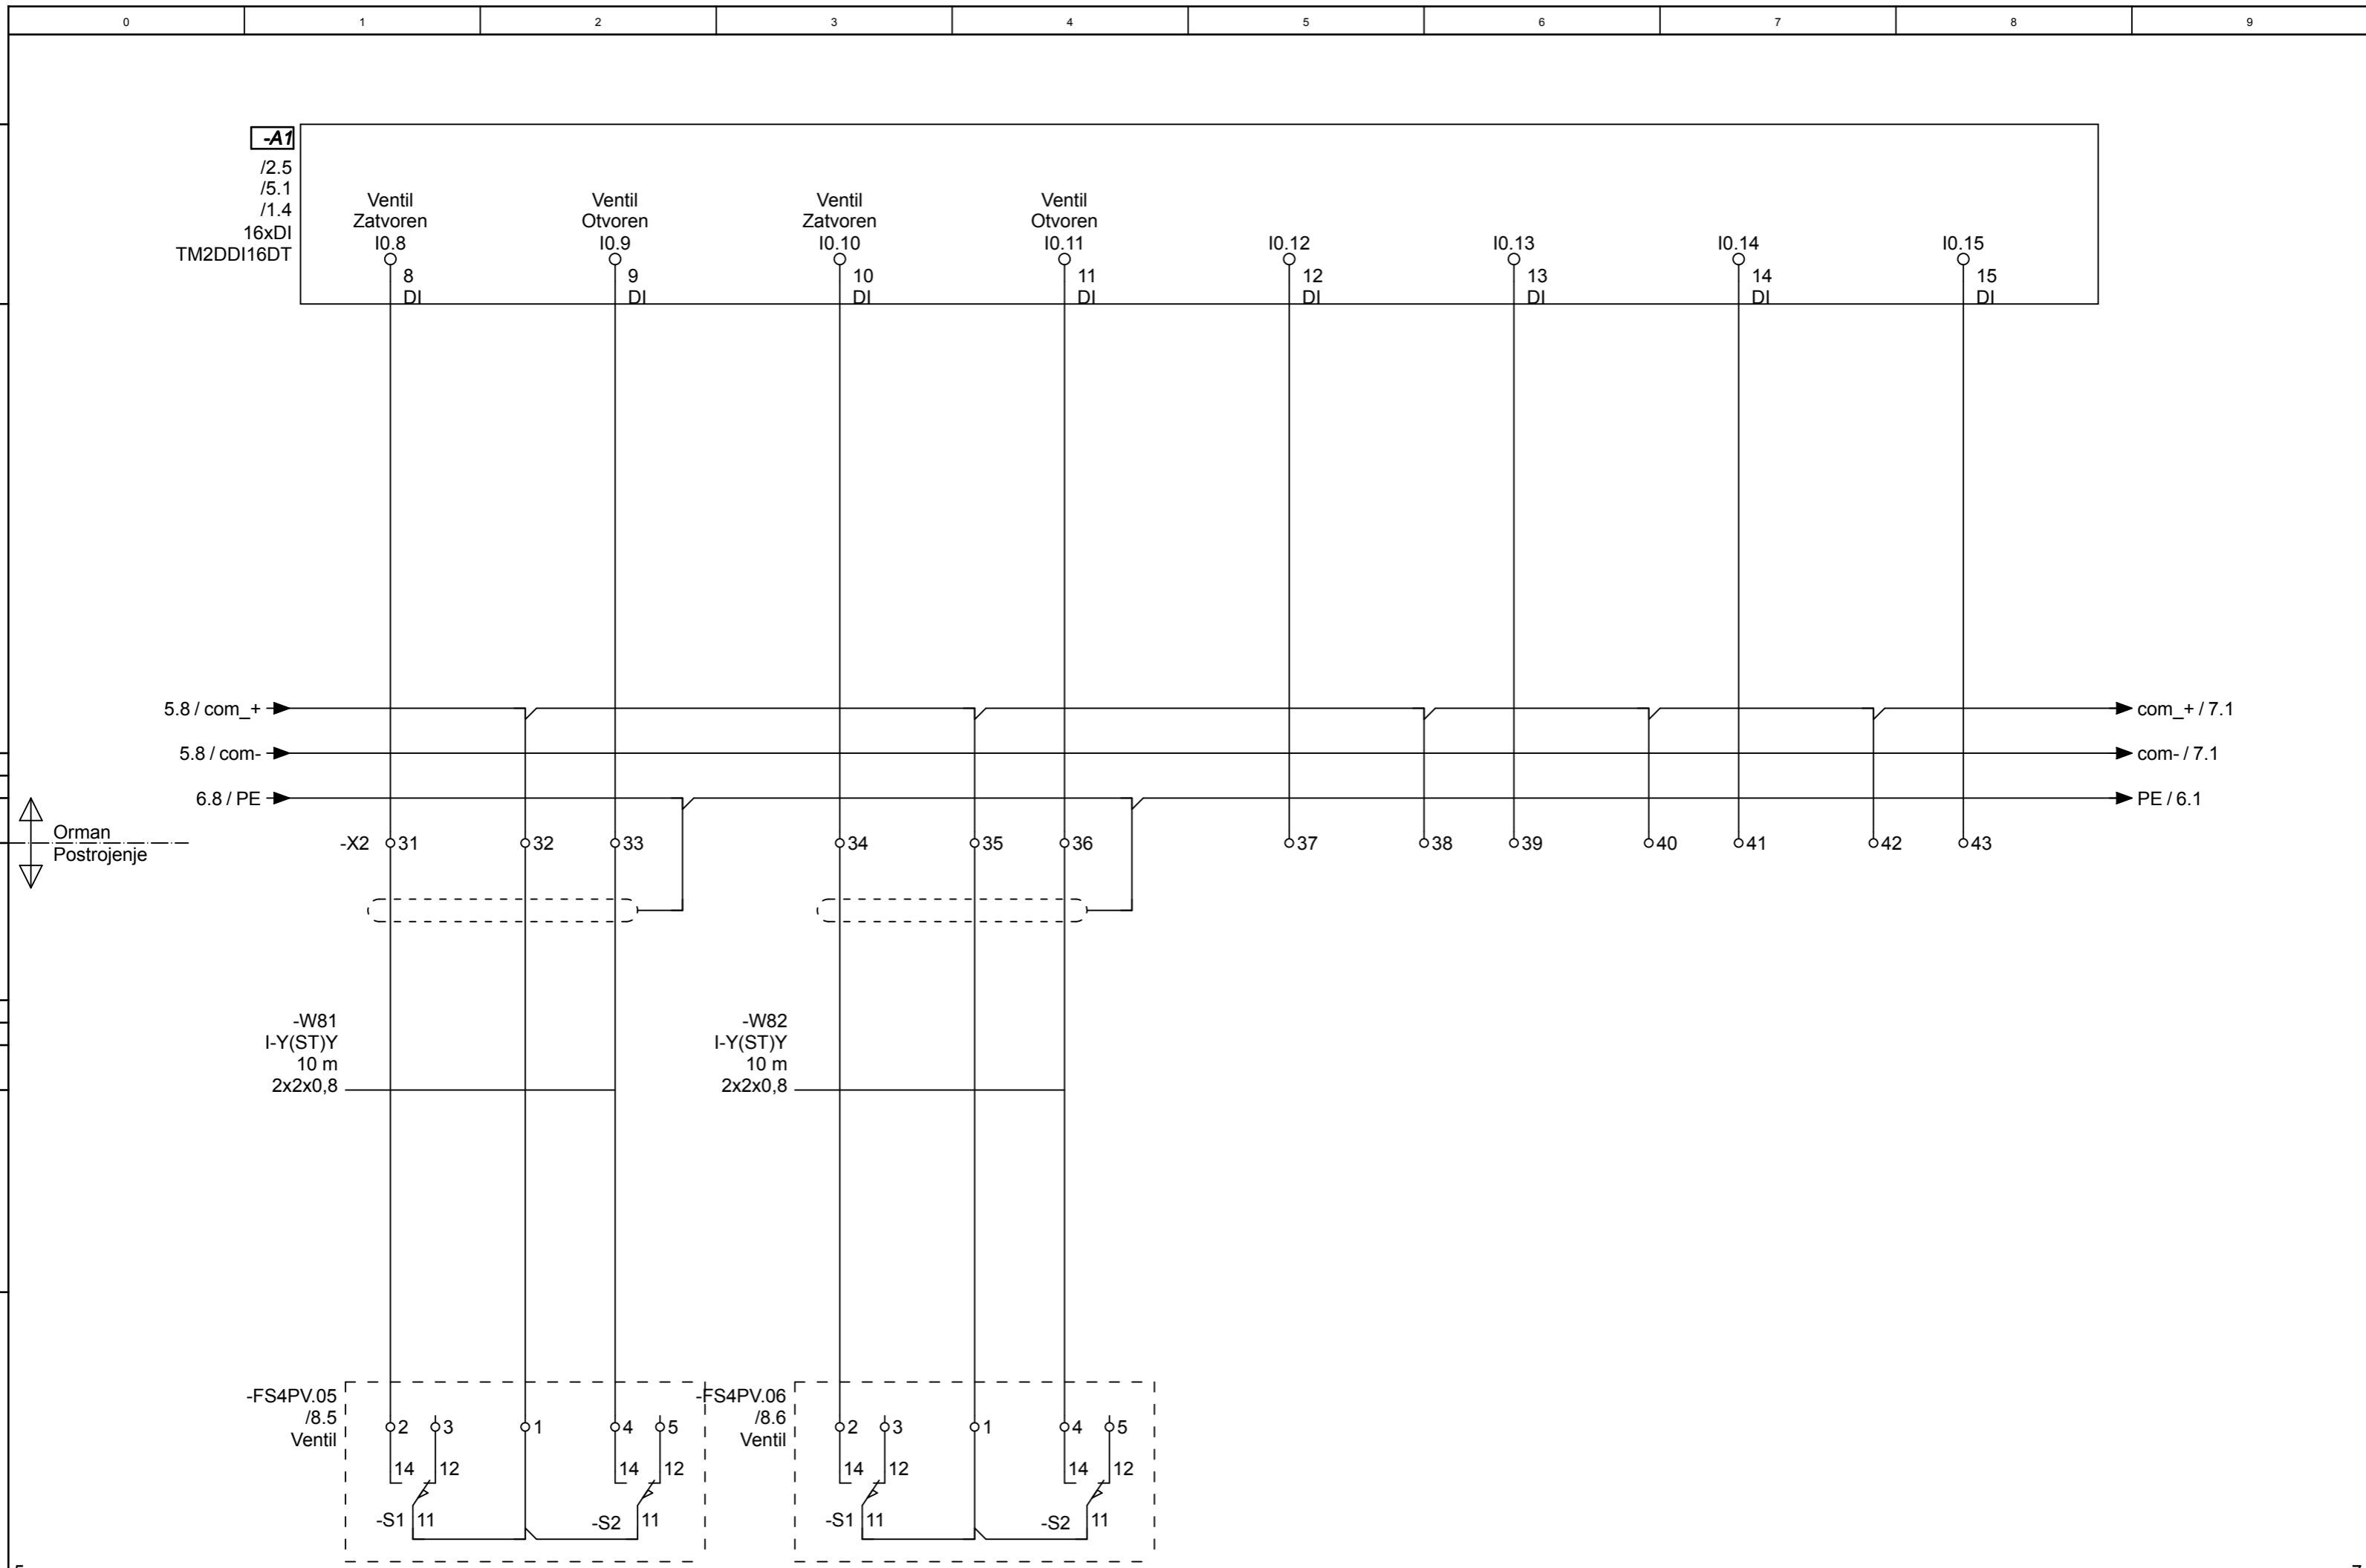 0 1 2 3 4 5 6 7 8 9
-A1
/2.5
/5.1
/1.4
16xDI
TM2DDI16DT
Ventil
Zatvoren
I0.8
8
DI
Ventil
Otvoren
I0.9
9
DI
Ventil
Zatvoren
I0.10
10
DI
Ventil
Otvoren
I0.11
11
DI
I0.12
12
DI
I0.13
13
DI
I0.14
14
DI
I0.15
15
DI
5.8 / com_+ com_+ / 7.1
5.8 / com- com- / 7.1
6.8 / PE PE / 6.1
Orman
Postrojenje
-X2 31 32 33 34 35 36 37 38 39 40 41 42 43
-W81
I-Y(ST)Y
10 m
2x2x0,8
-W82
I-Y(ST)Y
10 m
2x2x0,8
-FS4PV.05
/8.5
Ventil
2 3 1 4 5
14 12 14 12
-S1 11 -S2 11
-FS4PV.06
/8.6
Ventil
2 3 1 4 5
14 12 14 12
-S1 11 -S2 11